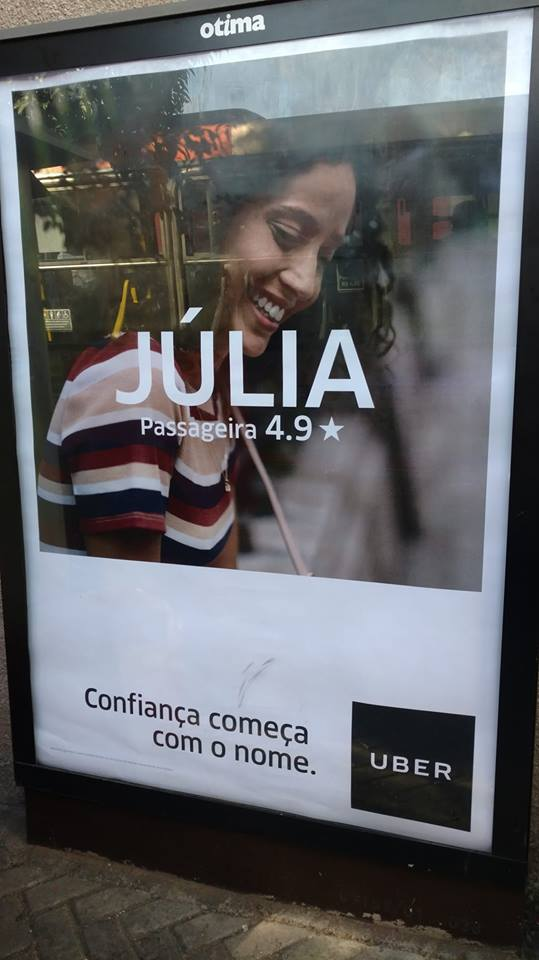 otima
JÚLIA
Passageira 4.9 ★
Confiança começa
com o nome.
UBER